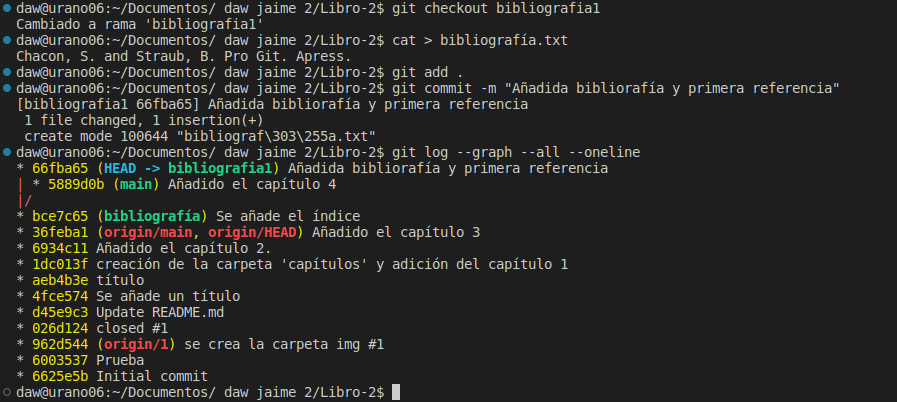 daw@urano06:~/Documentos/ daw jaime 2/Libro-2$ git checkout bibliografia1
Cambiado a rama 'bibliografia1'
daw@urano06:~/Documentos/ daw jaime 2/Libro-2$ cat > bibliografía.txt
Chacon, S. and Straub, B. Pro Git. Apress.
daw@urano06:~/Documentos/ daw jaime 2/Libro-2$ git add .
daw@urano06:~/Documentos/ daw jaime 2/Libro-2$ git commit -m "Añadida bibliorafía y primera referencia"
[bibliografia1 66fba65] Añadida bibliorafía y primera referencia
 1 file changed, 1 insertion(+)
 create mode 100644 "bibliograf\303\255a.txt"
daw@urano06:~/Documentos/ daw jaime 2/Libro-2$ git log --graph --all --oneline
* 66fba65 (HEAD -> bibliografia1) Añadida bibliorafía y primera referencia
| * 5889d0b (main) Añadido el capítulo 4
|/
* bce7c65 (bibliografía) Se añade el índice
* 36feba1 (origin/main, origin/HEAD) Añadido el capítulo 3
* 6934c11 Añadido el capítulo 2.
* 1dc013f creación de la carpeta 'capítulos' y adición del capítulo 1
* aeb4b3e título
* 4fce574 Se añade un título
* d45e9c3 Update README.md
* 026d124 closed #1
* 962d544 (origin/1) se crea la carpeta img #1
* 6003537 Prueba
* 6625e5b Initial commit
daw@urano06:~/Documentos/ daw jaime 2/Libro-2$